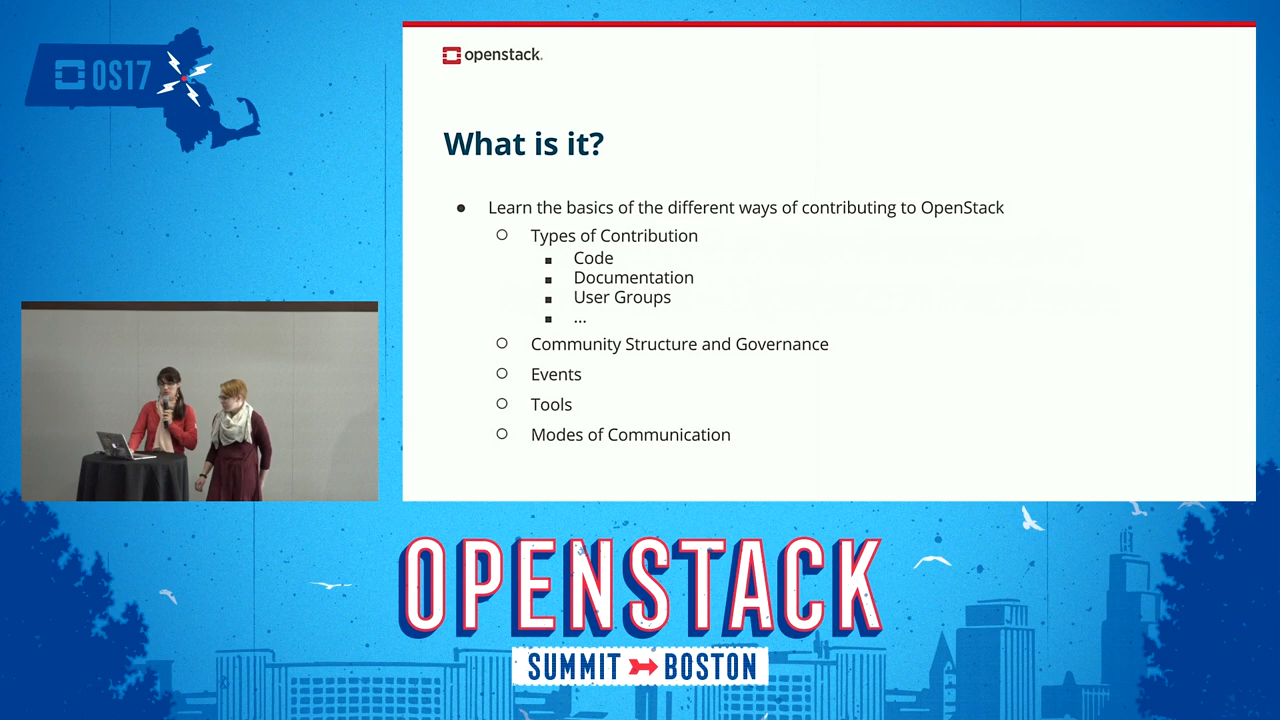 OS17
openstack.
What is it?
● Learn the basics of the different ways of contributing to OpenStack
○ Types of Contribution
■ Code
■ Documentation
■ User Groups
■ ...
○ Community Structure and Governance
○ Events
○ Tools
○ Modes of Communication
OPENSTACK
SUMMIT BOSTON